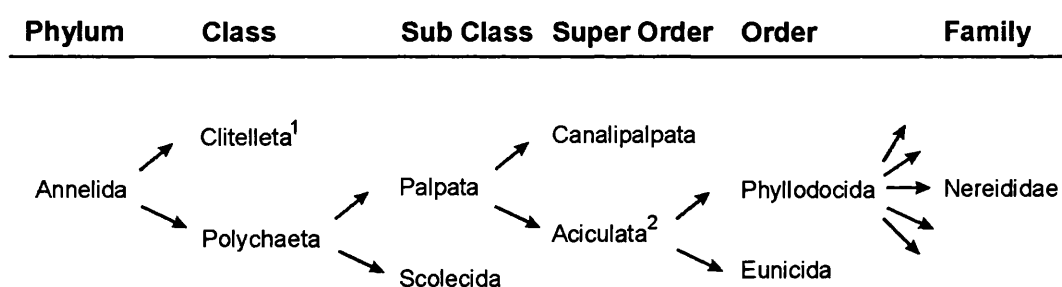 Phylum Class Sub Class Super Order Order Family
Clitelleta1 Canalipalpata
Annelida Palpata Phyllodocida Nereididae
Polychaeta Aciculata2
Scolecida Eunicida